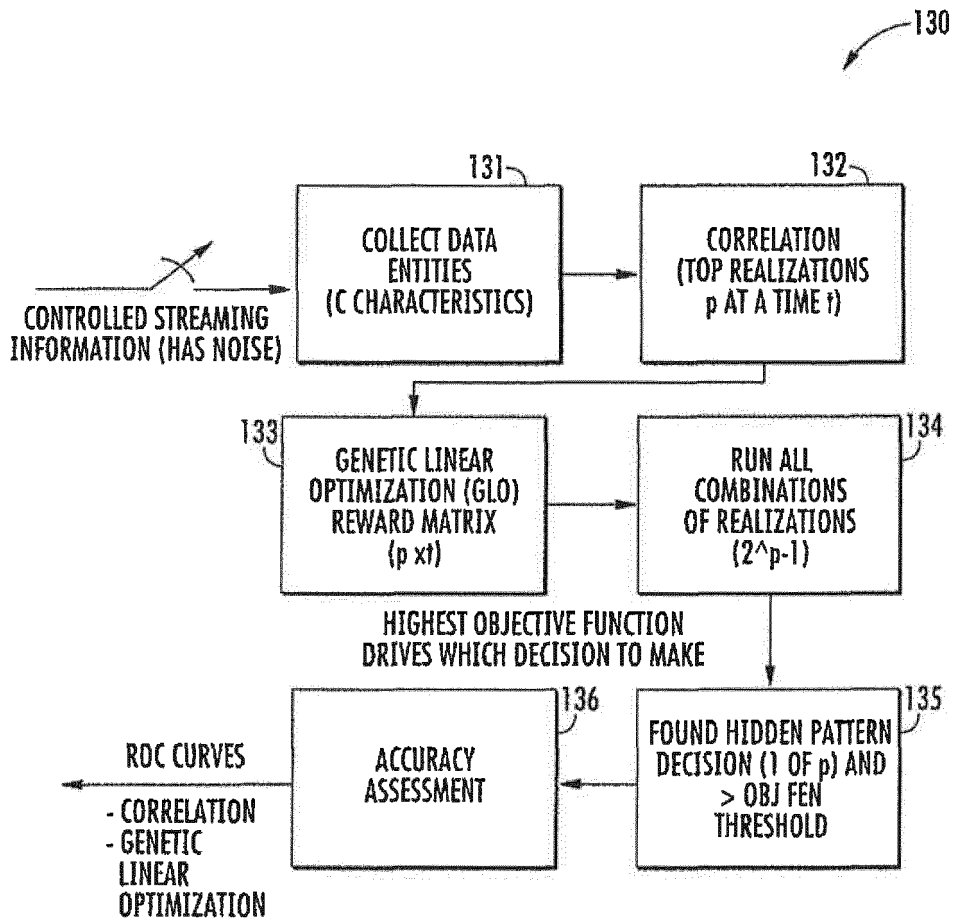 130
131
COLLECT DATA
ENTITIES
(C CHARACTERISTICS)
132
CORRELATION
(TOP REALIZATIONS
p AT A TIME t)
CONTROLLED STREAMING
INFORMATION (HAS NOISE)
133
GENETIC LINEAR
OPTIMIZATION (GLO)
REWARD MATRIX
(p xt)
134
RUN ALL
COMBINATIONS
OF REALIZATIONS
(2^p-1)
HIGHEST OBJECTIVE FUNCTION
DRIVES WHICH DECISION TO MAKE
135
FOUND HIDDEN PATTERN
DECISION (1 OF p) AND
> OBJ FEN
THRESHOLD
136
ACCURACY
ASSESSMENT
ROC CURVES
- CORRELATION
- GENETIC
LINEAR
OPTIMIZATION